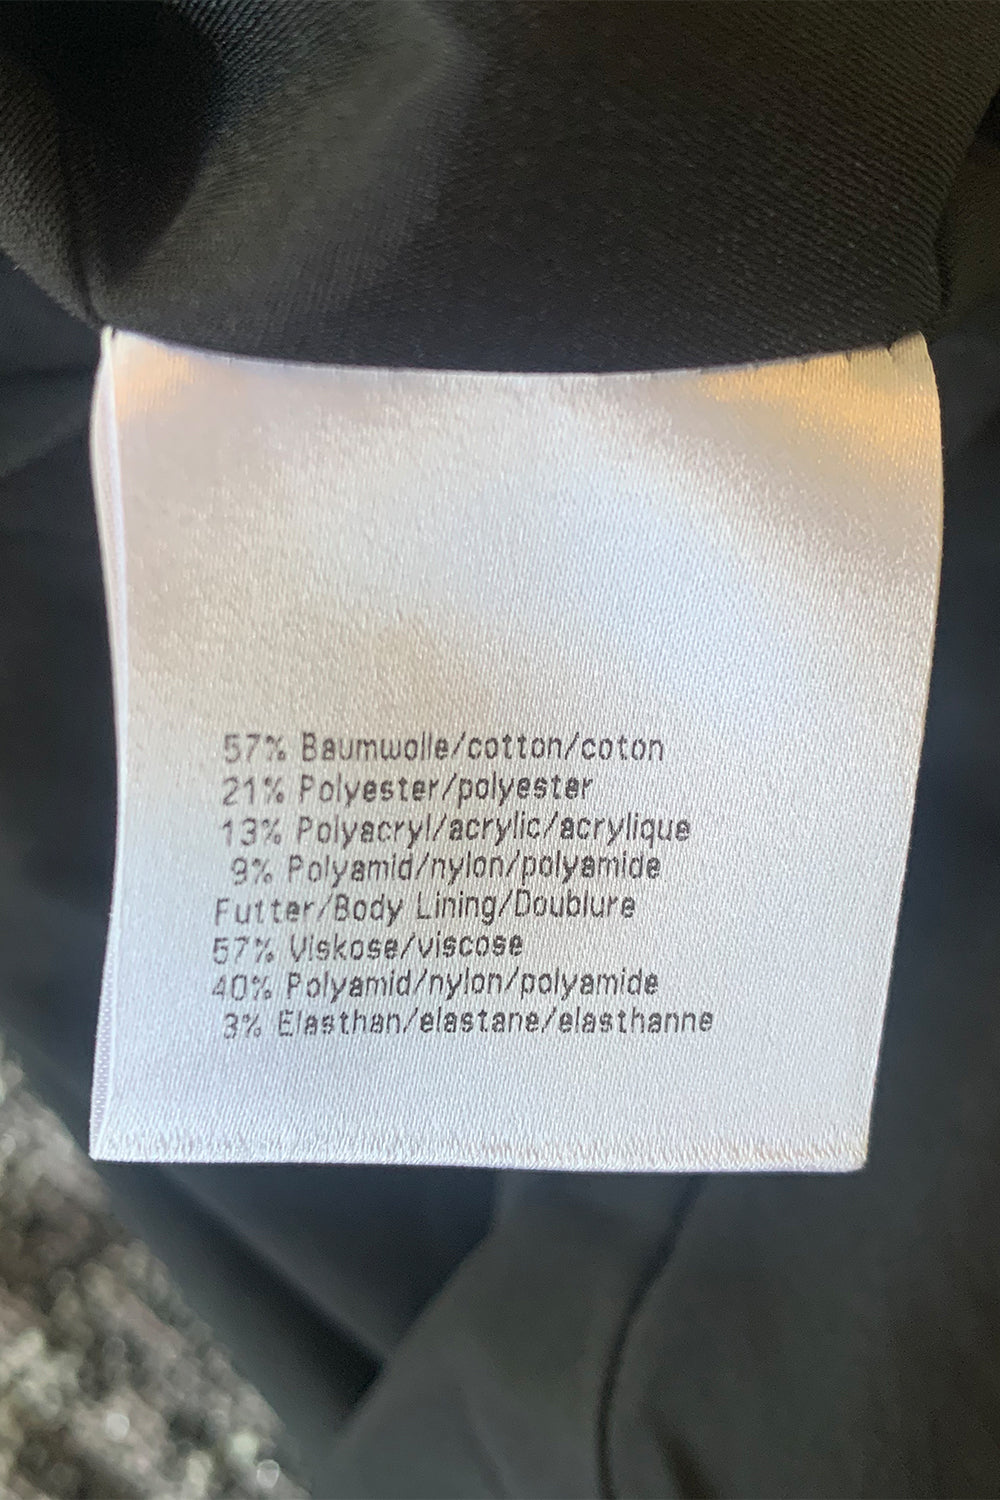 57% Baumwolle/cotton/coton
21% Polyester/polyester
13% Polyacryl/acrylic/acrylique
9% Polyamid/nylon/polyamide
Futter/Body Lining/Doublure
57% Viskose/viscose
40% Polyamid/nylon/polyamide
3% Elasthan/elastane/elasthanne